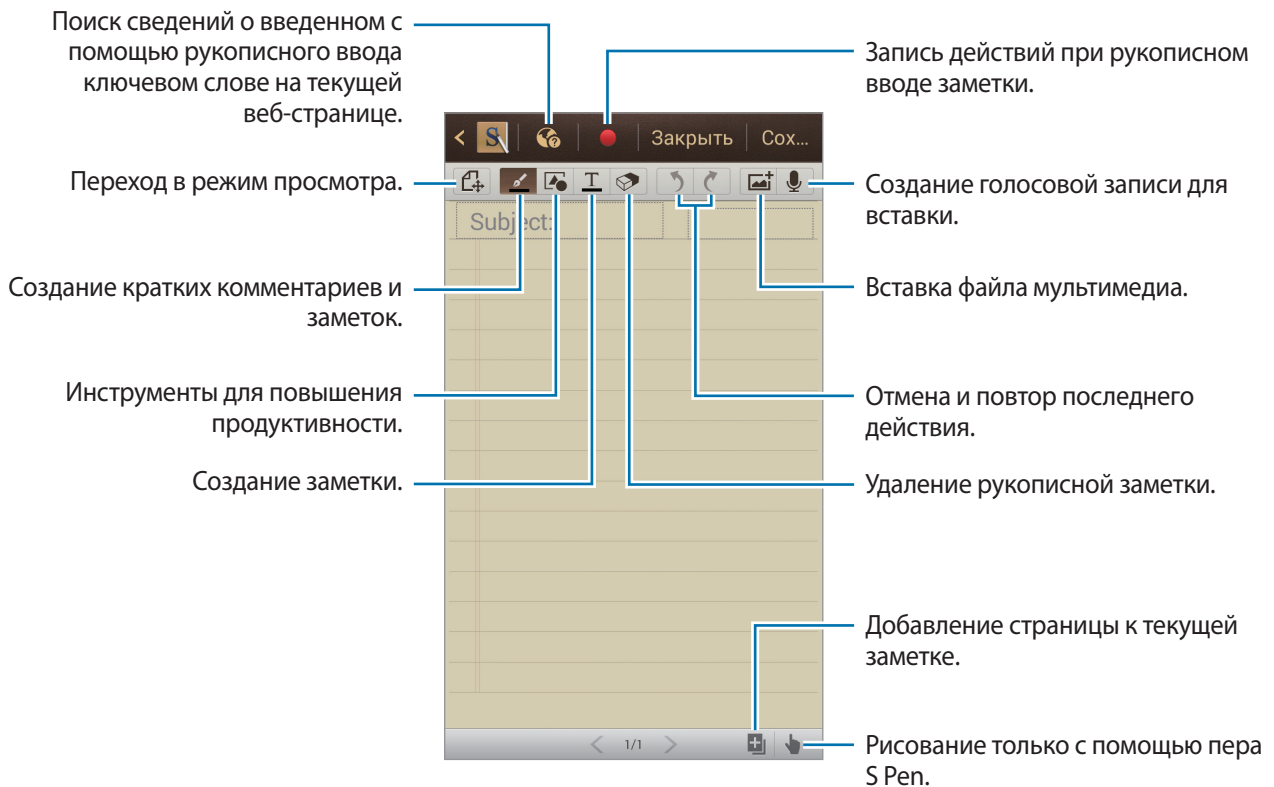 Поиск сведений о введенном с
помощью рукописного ввода
ключевом слове на текущей
веб-странице.
Запись действий при рукописном
вводе заметки.
S
Закрыть
Сох...
Переход в режим просмотра.
T
Создание голосовой записи для
вставки.
Subject:
Создание кратких комментариев и
заметок.
Вставка файла мультимедиа.
Инструменты для повышения
продуктивности.
Отмена и повтор последнего
действия.
Создание заметки.
Удаление рукописной заметки.
Добавление страницы к текущей
заметке.
1/1
Рисование только с помощью пера
S Pen.